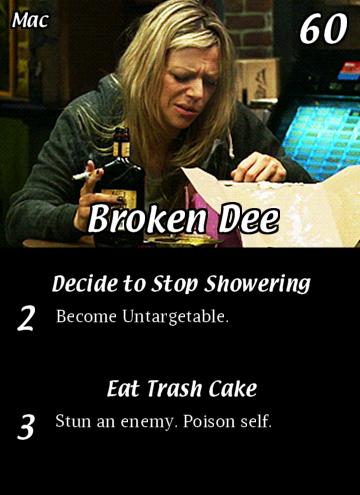 Mac
60
Broken Dee
Decide to Stop Showering
2 Become Untargetable.
Eat Trash Cake
3 Stun an enemy. Poison self.